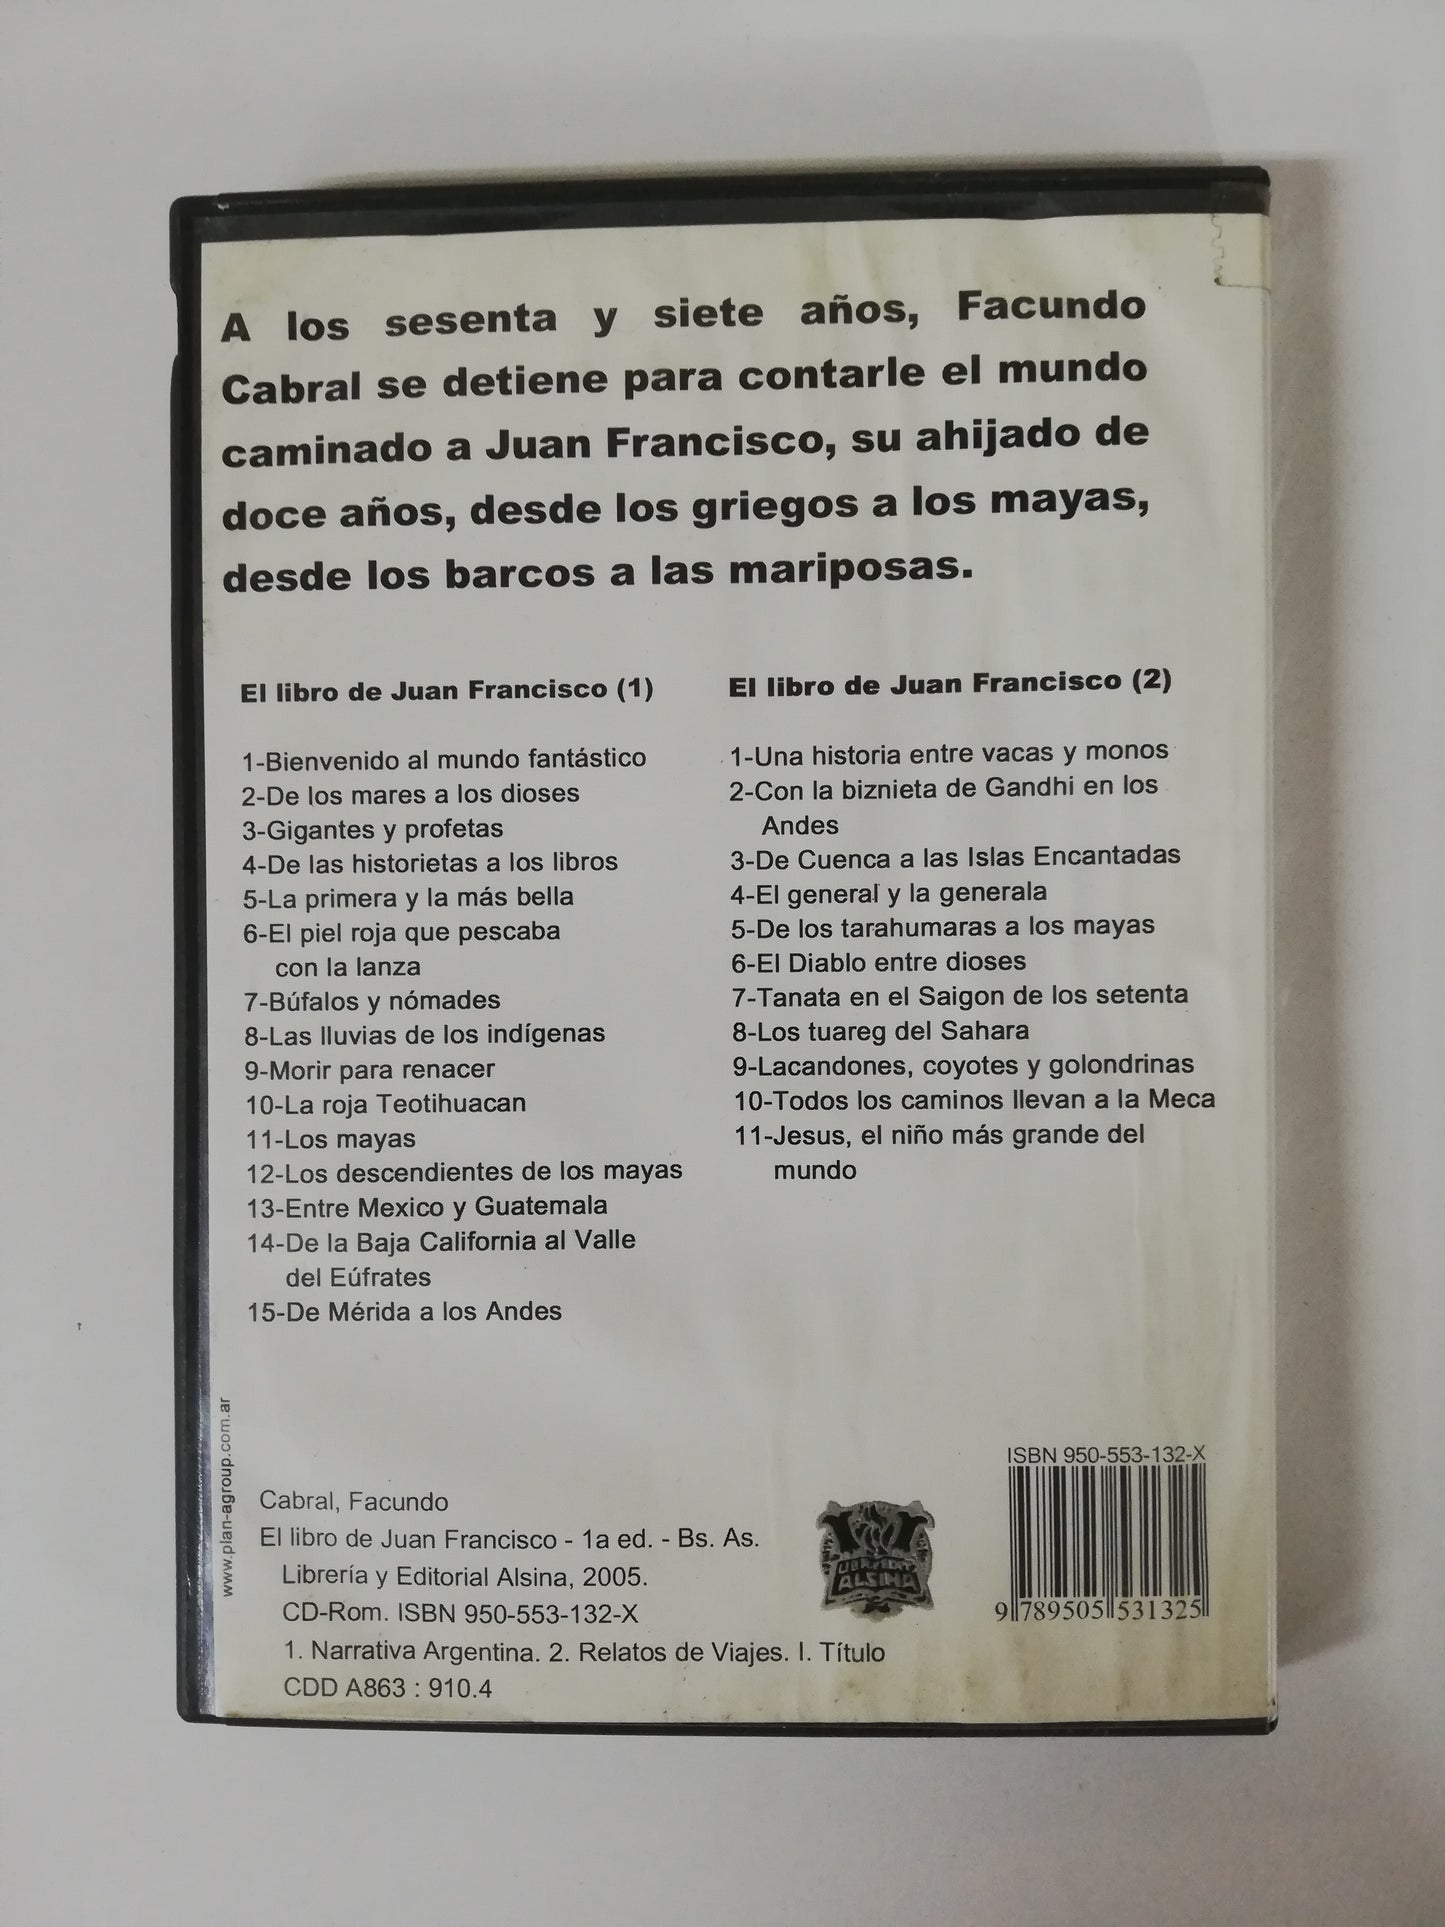 A los sesenta y siete años, Facundo
Cabral se detiene para contarle el mundo
caminado a Juan Francisco, su ahijado de
doce años, desde los griegos a los mayas,
desde los barcos a las mariposas.
El libro de Juan Francisco (1)
1-Bienvenido al mundo fantástico
2-De los mares a los dioses
3-Gigantes y profetas
4-De las historietas a los libros
5-La primera y la más bella
6-El piel roja que pescaba
con la lanza
7-Búfalos y nómades
8-Las lluvias de los indígenas
9-Morir para renacer
10-La roja Teotihuacan
11-Los mayas
12-Los descendientes de los mayas
13-Entre Mexico y Guatemala
14-De la Baja California al Valle
del Eúfrates
15-De Mérida a los Andes
El libro de Juan Francisco (2)
1-Una historia entre vacas y monos
2-Con la biznieta de Gandhi en los
Andes
3-De Cuenca a las Islas Encantadas
4-El general y la generala
5-De los tarahumaras a los mayas
6-El Diablo entre dioses
7-Tanata en el Saigon de los setenta
8-Los tuareg del Sahara
9-Lacandones, coyotes y golondrinas
10-Todos los caminos llevan a la Meca
11-Jesus, el niño más grande del
mundo
www.plan-agroup.com.ar
Cabral, Facundo
El libro de Juan Francisco - 1a ed. - Bs. As.
Librería y Editorial Alsina, 2005.
CD-Rom. ISBN 950-553-132-X
1. Narrativa Argentina. 2. Relatos de Viajes. I. Título
CDD A863 : 910.4
LIBRERIA
ALSINA
ISBN 950-553-132-X
9 789505 531325